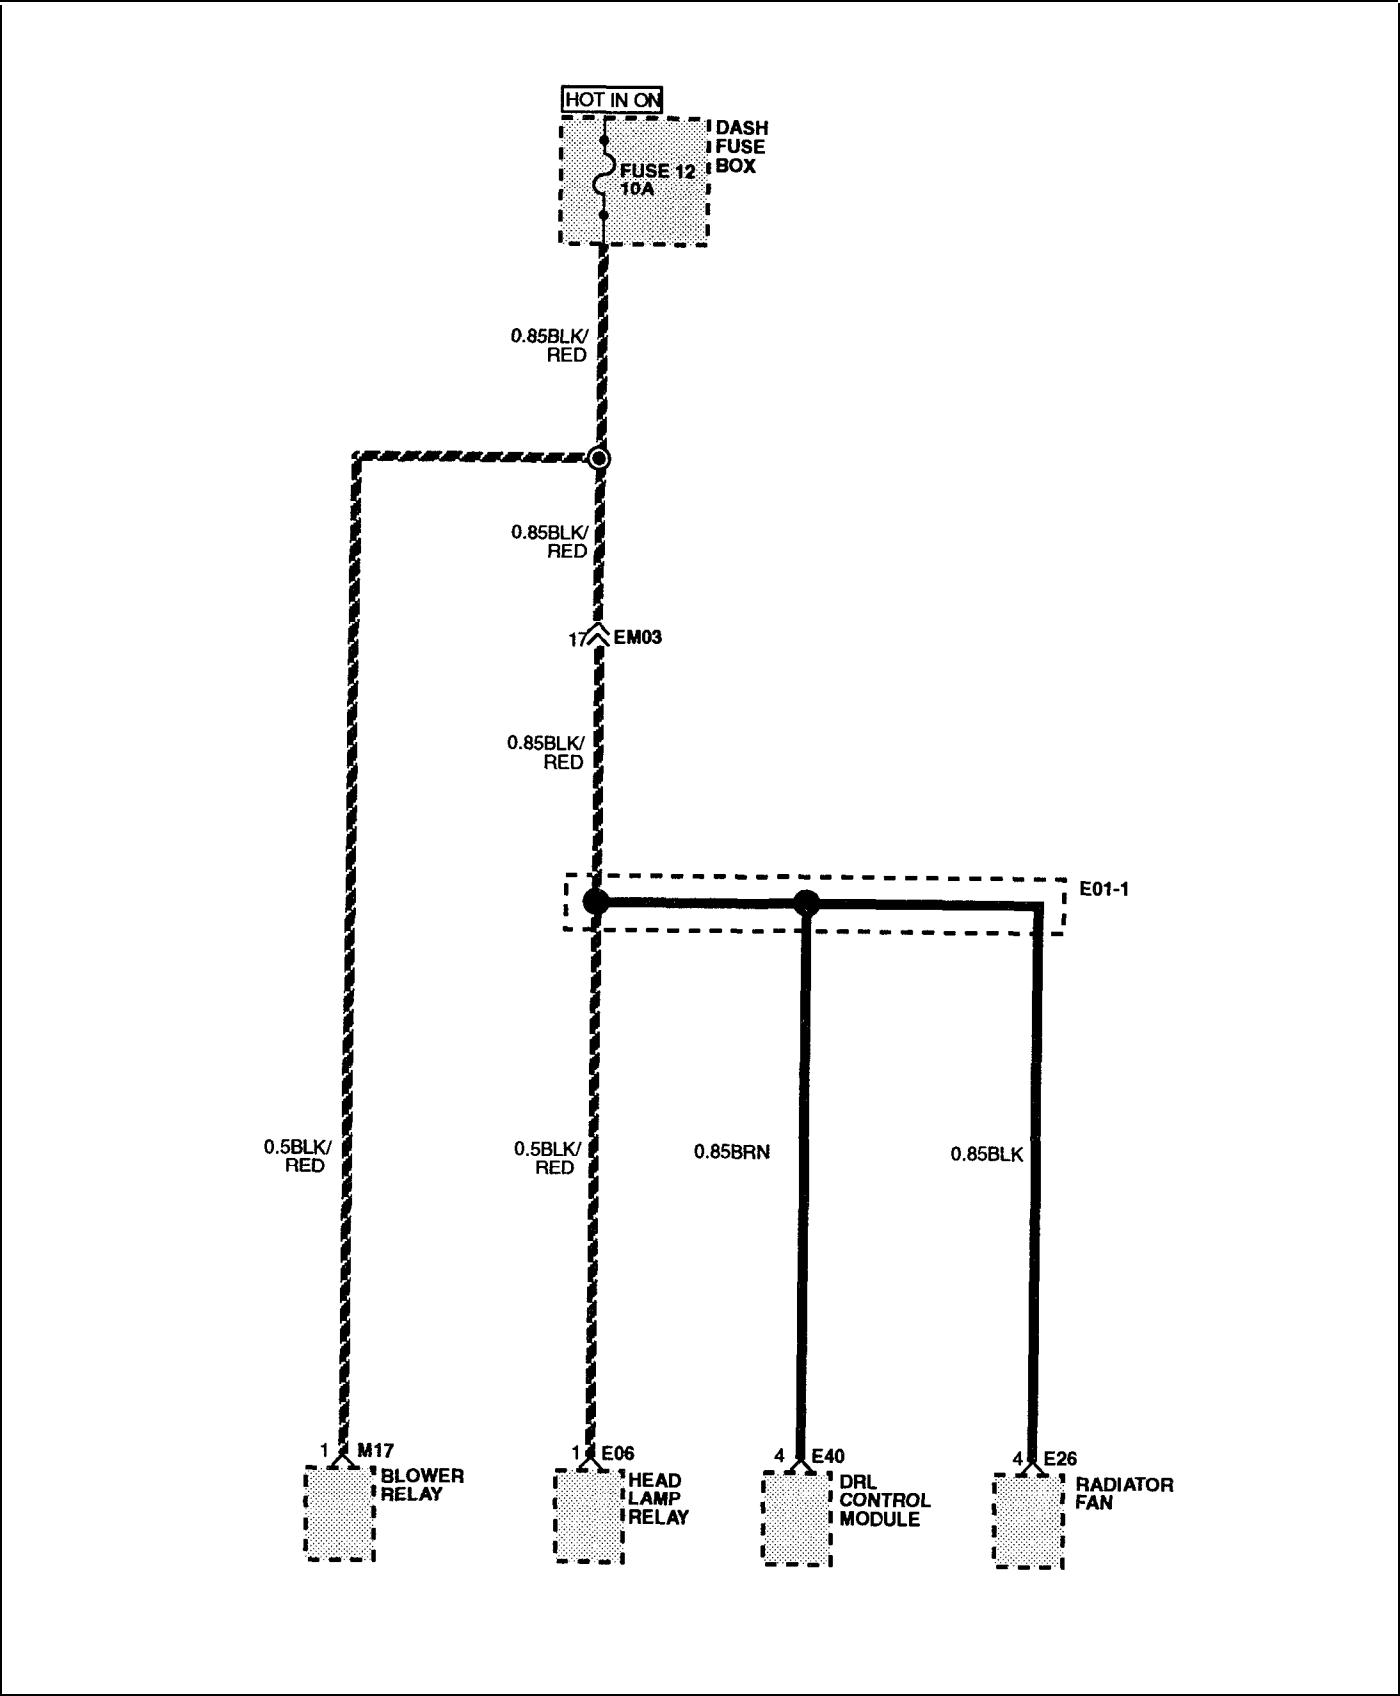 HOT IN ON
DASH
FUSE
BOX
FUSE 12
10A
0.85BLK/
RED
0.85BLK/
RED
17
EM03
0.85BLK/
RED
E01-1
0.5BLK/
RED
0.5BLK/
RED
0.85BRN
0.85BLK
1 M17
BLOWER
RELAY
1 E06
HEAD
LAMP
RELAY
4 E40
DRL
CONTROL
MODULE
4 E26
RADIATOR
FAN